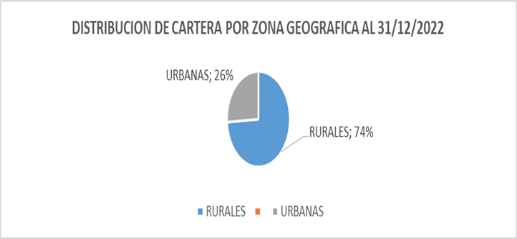 DISTRIBUCION DE CARTERA POR ZONA GEOGRAFICA AL 31/12/2022
URBANAS; 26%
RURALES; 74%
RURALES URBANAS